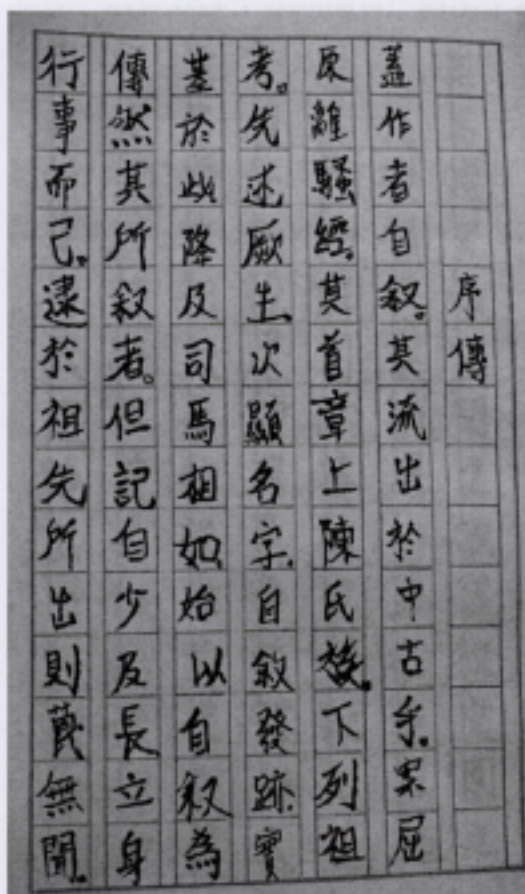 序傳
蓋作者自叙。其流出於中古乎。案屈
原離騷經。其首章上陳氏族。下列祖
考。先述厥生、次顯名字、自敘發跡、實
基於此降及司馬相如、始以自叙為
傳然其所叙者。但記自少及長、立身
行事而己。逮於祖先所出則蔑無聞。